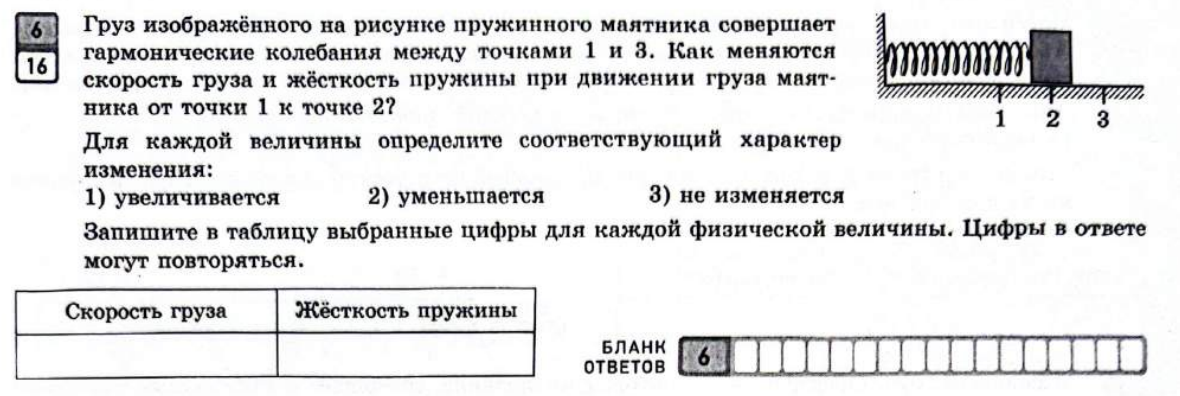 6
16
Груз изображённого на рисунке пружинного маятника совершает
гармонические колебания между точками 1 и 3. Как меняются
скорость груза и жёсткость пружины при движении груза маят-
ника от точки 1 к точке 2?
1 2 3
Для каждой величины определите соответствующий характер
изменения:
1) увеличивается 2) уменьшается 3) не изменяется
Запишите в таблицу выбранные цифры для каждой физической величины. Цифры в ответе
могут повторяться.
Скорость груза Жёсткость пружины
БЛАНК
ОТВЕТОВ
6